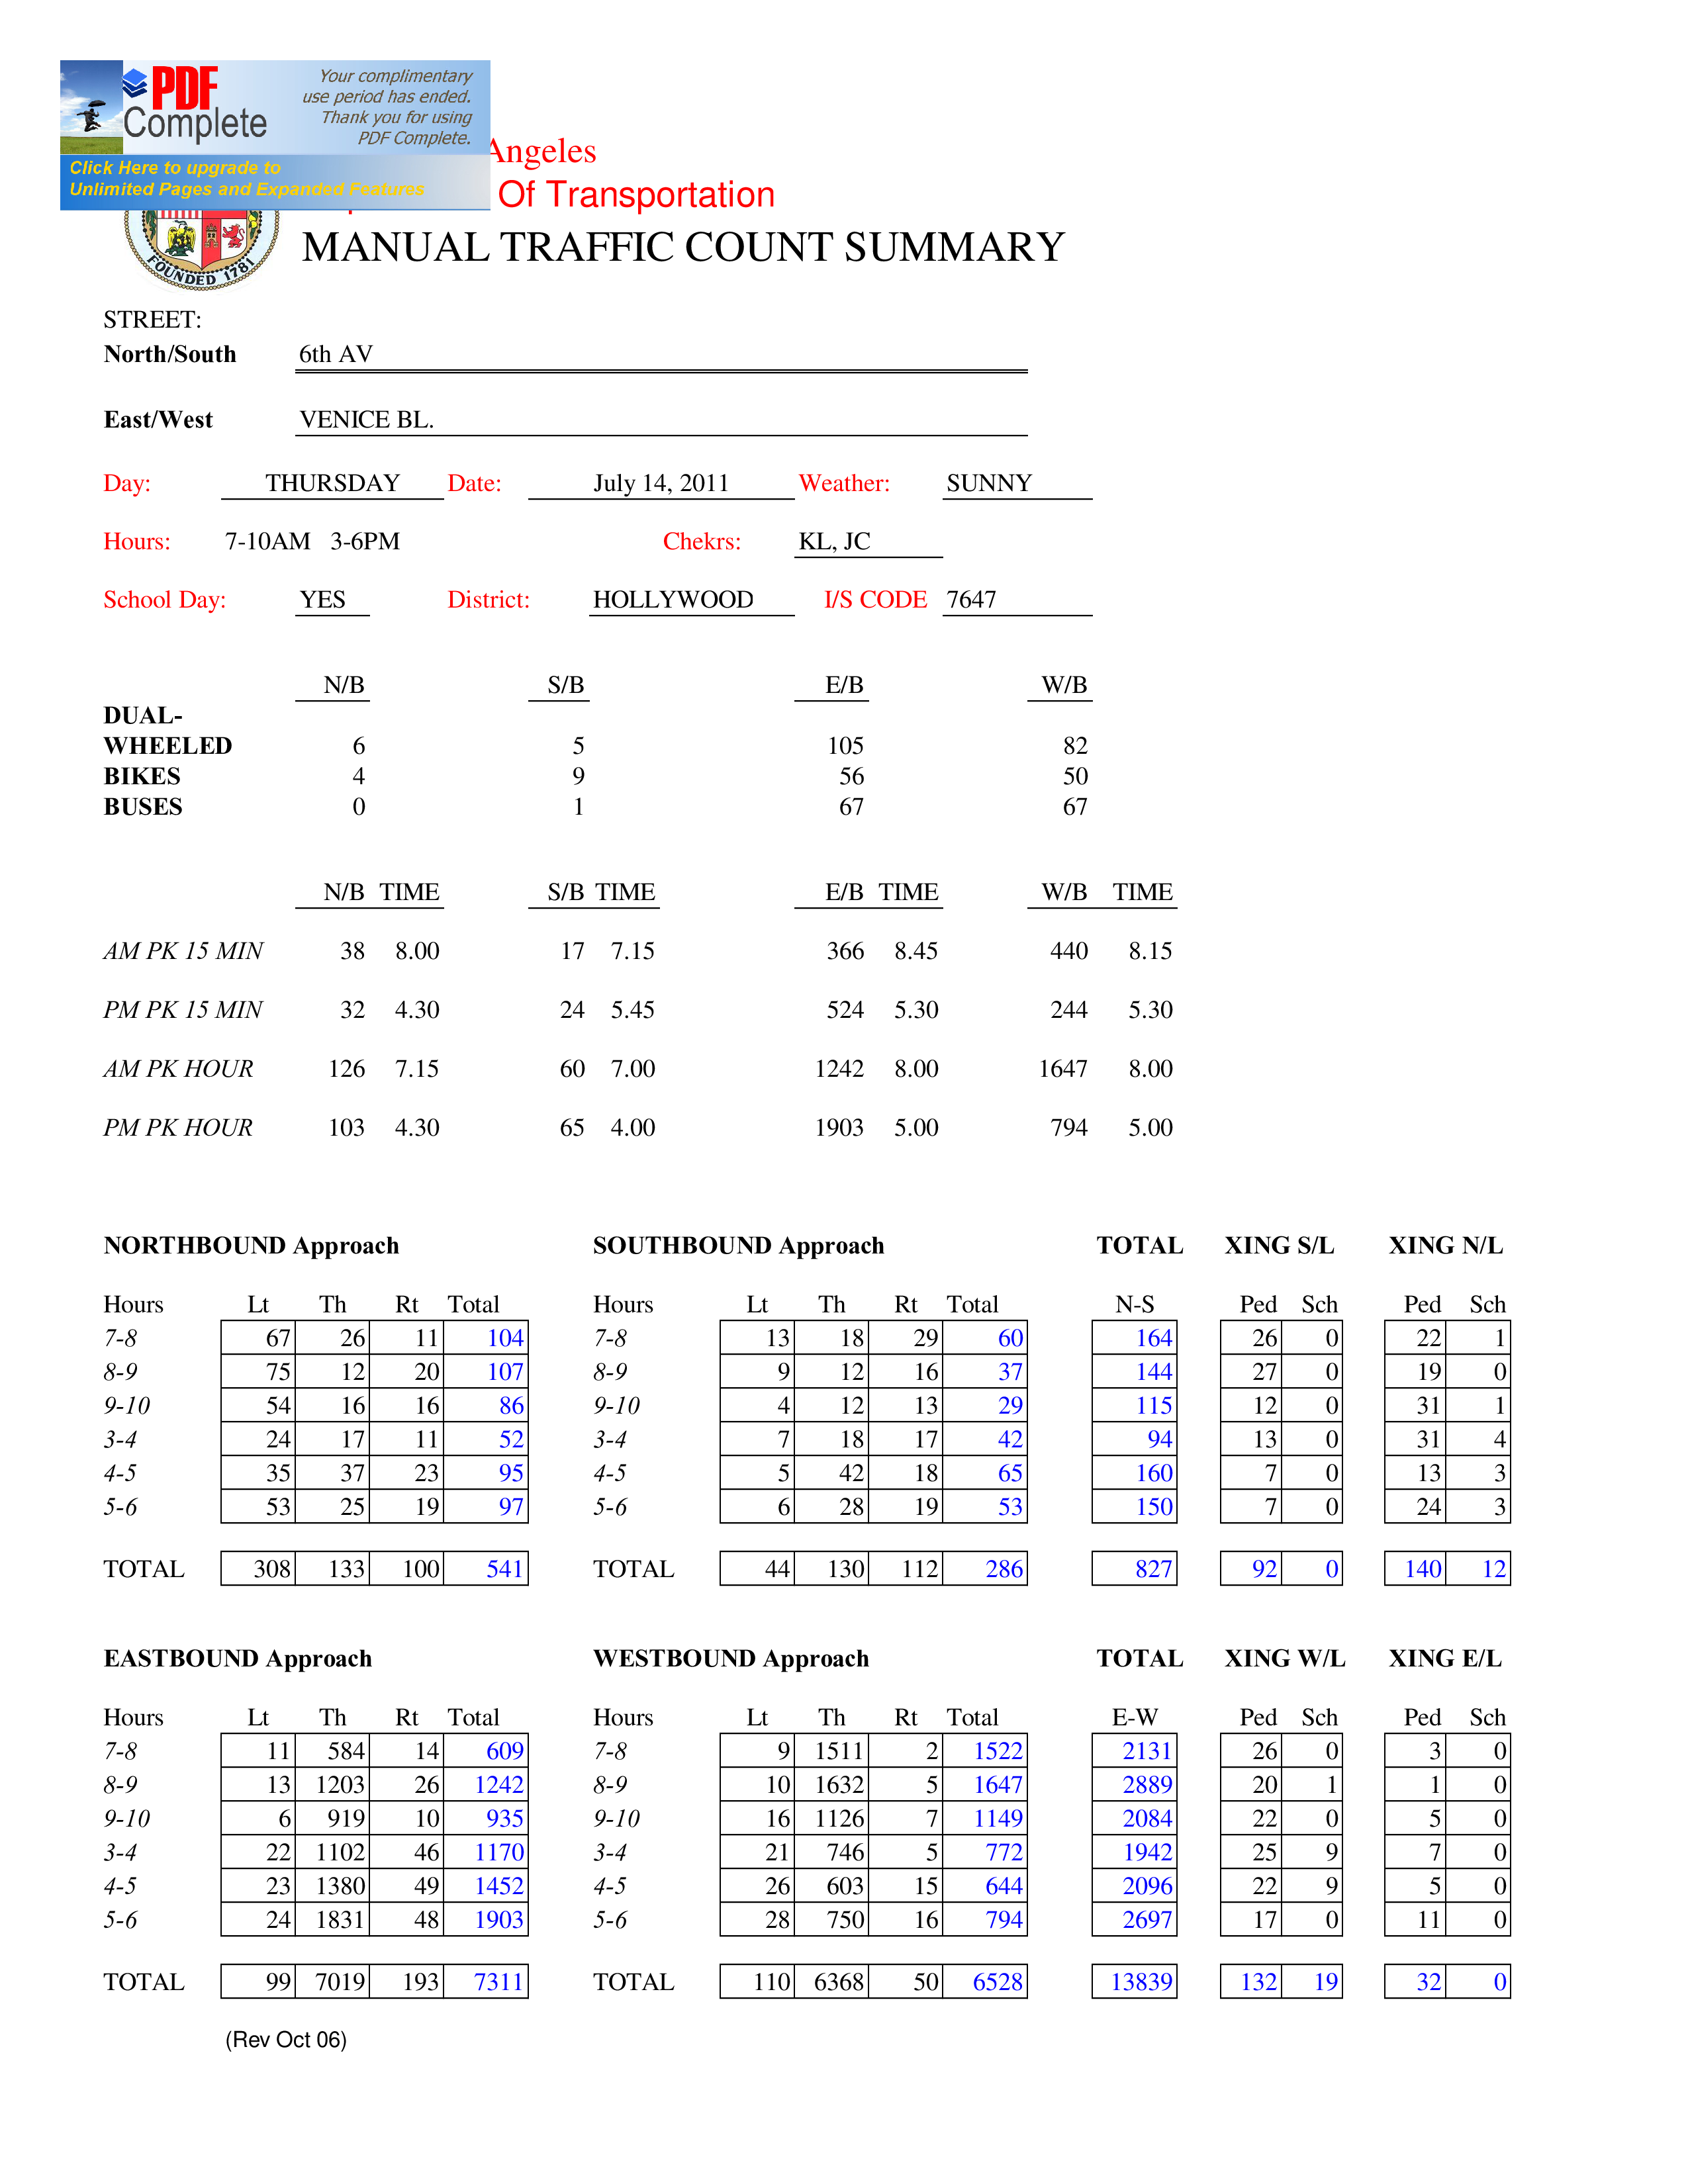 PDF Complete
Your complimentary
use period has ended.
Thank you for using
PDF Complete.
Click Here to upgrade to
Unlimited Pages and Expanded Features
Angeles
Of Transportation
FOUNDED 1781
MANUAL TRAFFIC COUNT SUMMARY
STREET:
North/South 6th AV
East/West VENICE BL.
Day: THURSDAY Date: July 14, 2011 Weather: SUNNY
Hours: 7-10AM 3-6PM Chekrs: KL, JC
School Day: YES District: HOLLYWOOD I/S CODE 7647
N/B S/B E/B W/B
DUAL-
WHEELED 6 5 105 82
BIKES 4 9 56 50
BUSES 0 1 67 67
N/B TIME S/B TIME E/B TIME W/B TIME
AM PK 15 MIN 38 8.00 17 7.15 366 8.45 440 8.15
PM PK 15 MIN 32 4.30 24 5.45 524 5.30 244 5.30
AM PK HOUR 126 7.15 60 7.00 1242 8.00 1647 8.00
PM PK HOUR 103 4.30 65 4.00 1903 5.00 794 5.00
NORTHBOUND Approach SOUTHBOUND Approach TOTAL XING S/L XING N/L
Hours Lt Th Rt Total Hours Lt Th Rt Total N-S Ped Sch Ped Sch
7-8 67 26 11 104 7-8 13 18 29 60 164 26 0 22 1
8-9 75 12 20 107 8-9 9 12 16 37 144 27 0 19 0
9-10 54 16 16 86 9-10 4 12 13 29 115 12 0 31 1
3-4 24 17 11 52 3-4 7 18 17 42 94 13 0 31 4
4-5 35 37 23 95 4-5 5 42 18 65 160 7 0 13 3
5-6 53 25 19 97 5-6 6 28 19 53 150 7 0 24 3
TOTAL 308 133 100 541 TOTAL 44 130 112 286 827 92 0 140 12
EASTBOUND Approach WESTBOUND Approach TOTAL XING W/L XING E/L
Hours Lt Th Rt Total Hours Lt Th Rt Total E-W Ped Sch Ped Sch
7-8 11 584 14 609 7-8 9 1511 2 1522 2131 26 0 3 0
8-9 13 1203 26 1242 8-9 10 1632 5 1647 2889 20 1 1 0
9-10 6 919 10 935 9-10 16 1126 7 1149 2084 22 0 5 0
3-4 22 1102 46 1170 3-4 21 746 5 772 1942 25 9 7 0
4-5 23 1380 49 1452 4-5 26 603 15 644 2096 22 9 5 0
5-6 24 1831 48 1903 5-6 28 750 16 794 2697 17 0 11 0
TOTAL 99 7019 193 7311 TOTAL 110 6368 50 6528 13839 132 19 32 0
(Rev Oct 06)